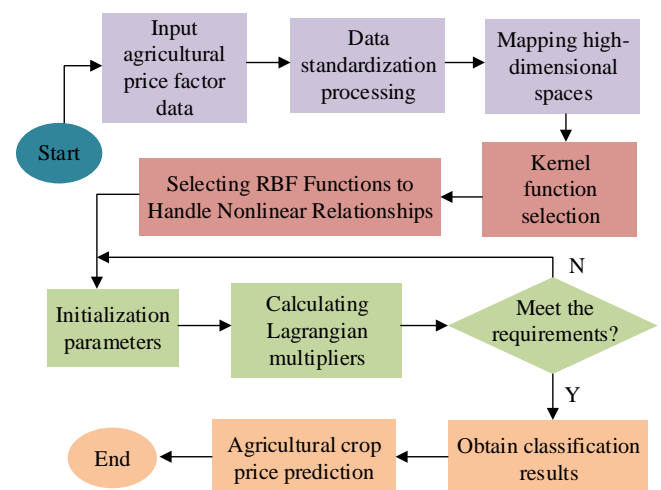 Input
agricultural
price factor
data
Data
standardization
processing
Mapping high-
dimensional
spaces
Start
Selecting RBF Functions to
Handle Nonlinear Relationships
Kernel
function
selection
N
Initialization
parameters
Calculating
Lagrangian
multipliers
Meet the
requirements?
Y
End
Agricultural crop
price prediction
Obtain classification
results